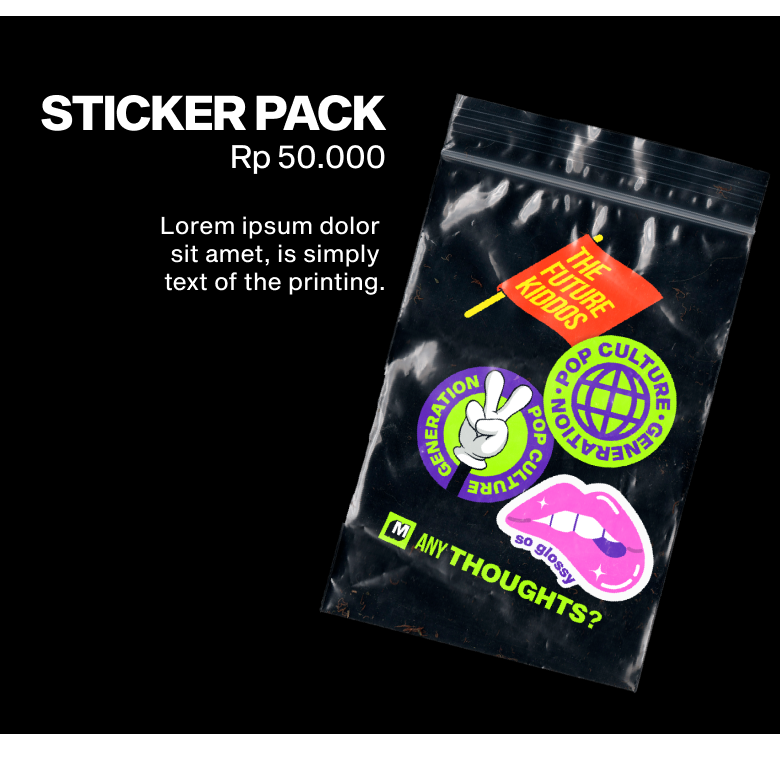 STICKER PACK
Rp 50.000
Lorem ipsum dolor
sit amet, is simply
text of the printing.
THE
FUTURE
KIDDOS
POP CULTURE • GENERATION •
GENERATION POP CULTURE
so glossy
M ANY THOUGHTS?